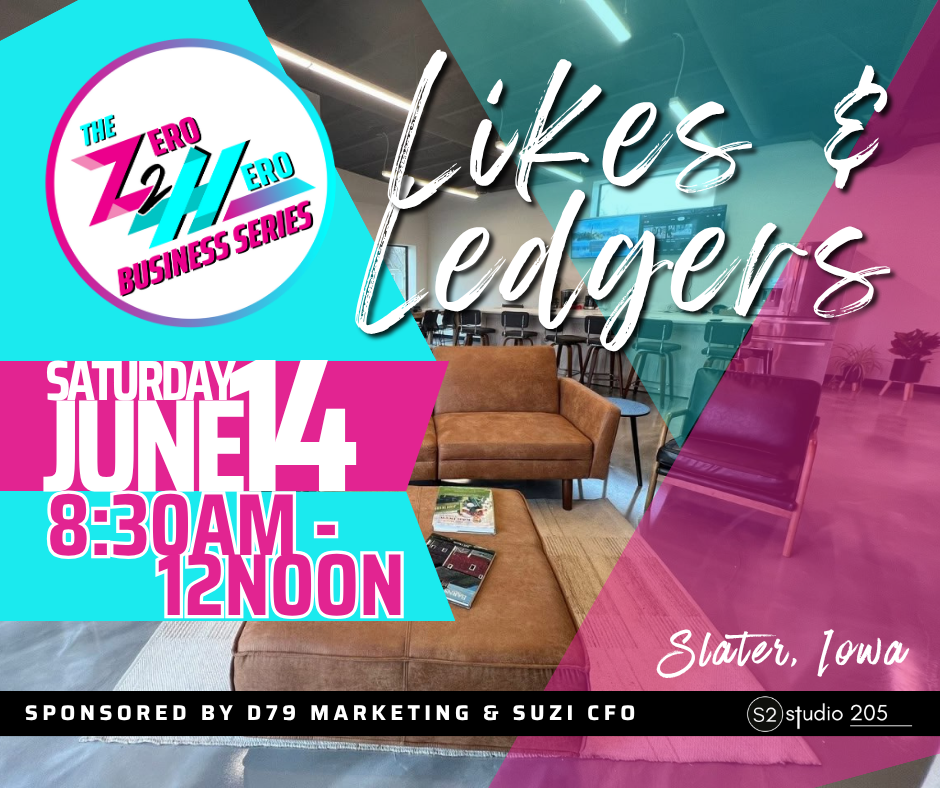 THE
ZERO
2
HERO
BUSINESS SERIES
Likes &
Ledgers
SATURDAY
JUNE 14
8:30AM -
12NOON
Slater, Iowa
SPONSORED BY D79 MARKETING & SUZI CFO
S2 studio 205